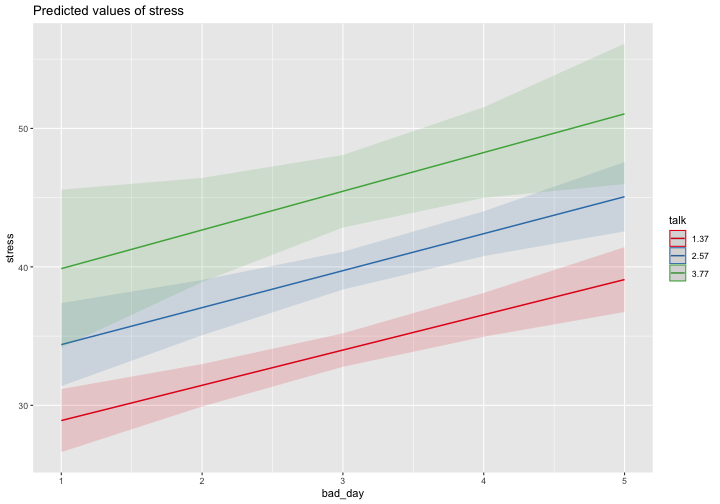 Predicted values of stress
50
40
30
stress
1 2 3 4 5
bad_day
talk
1.37
2.57
3.77